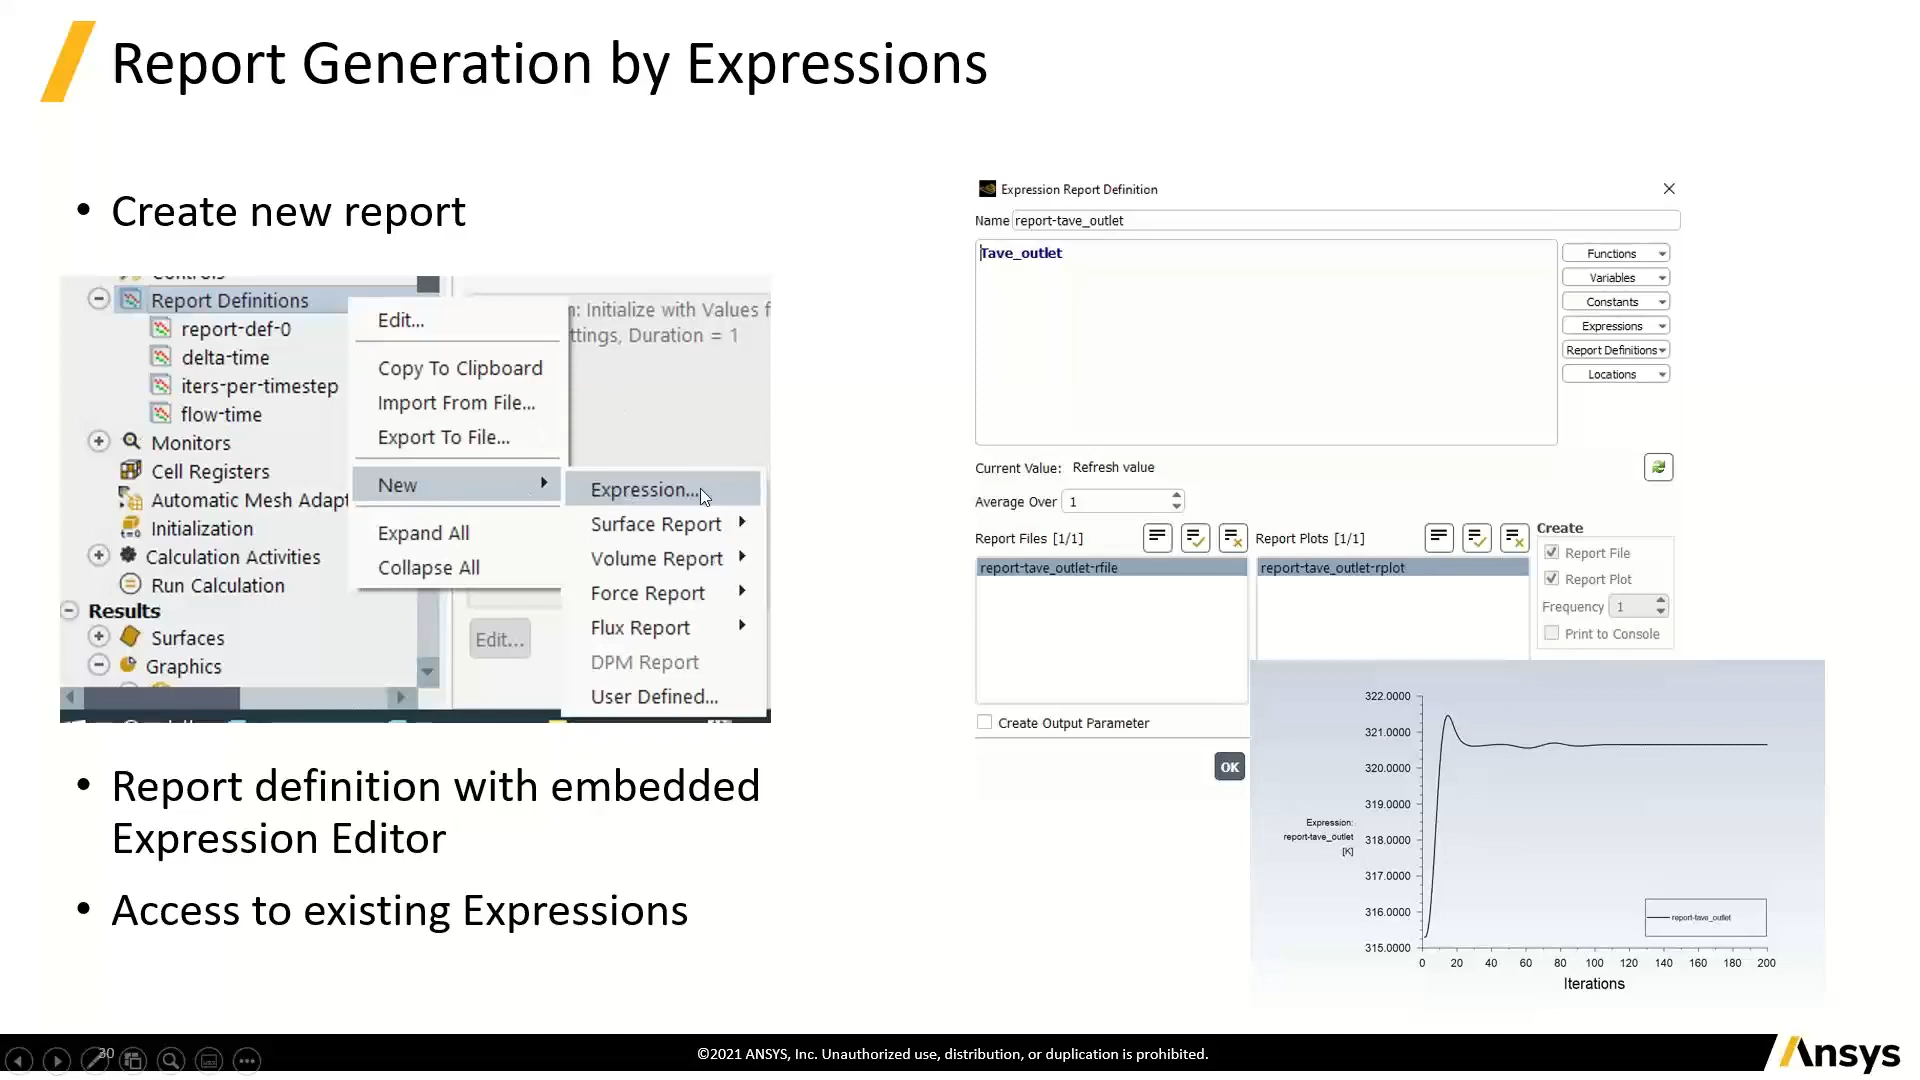 Report Generation by Expressions
• Create new report
Report Definitions
report-def-0
delta-time
iters-per-timestep
flow-time
Monitors
Cell Registers
Automatic Mesh Adapt
Initialization
Calculation Activities
Run Calculation
Results
Surfaces
Graphics
n: Initialize with Values f
ttings, Duration = 1
Edit...
Edit...
Copy To Clipboard
Import From File...
Export To File...
New
Expand All
Collapse All
Expression...
Surface Report
Volume Report
Force Report
Flux Report
DPM Report
User Defined...
• Report definition with embedded
Expression Editor
• Access to existing Expressions
Expression Report Definition
Name report-tave_outlet
Tave_outlet
Functions
Variables
Constants
Expressions
Report Definitions
Locations
Current Value: Refresh value
Average Over 1
Report Files [1/1]
report-tave_outlet-rfile
Report Plots [1/1]
report-tave_outlet-rplot
Create
Report File
Report Plot
Frequency 1
Print to Console
Create Output Parameter
OK
322.0000
321.0000
320.0000
319.0000
318.0000
317.0000
316.0000
315.0000
Expression:
report-tave_outlet
[K]
report-tave_outlet
0 20 40 60 80 100 120 140 160 180 200
Iterations
30
©2021 ANSYS, Inc. Unauthorized use, distribution, or duplication is prohibited.
Ansys